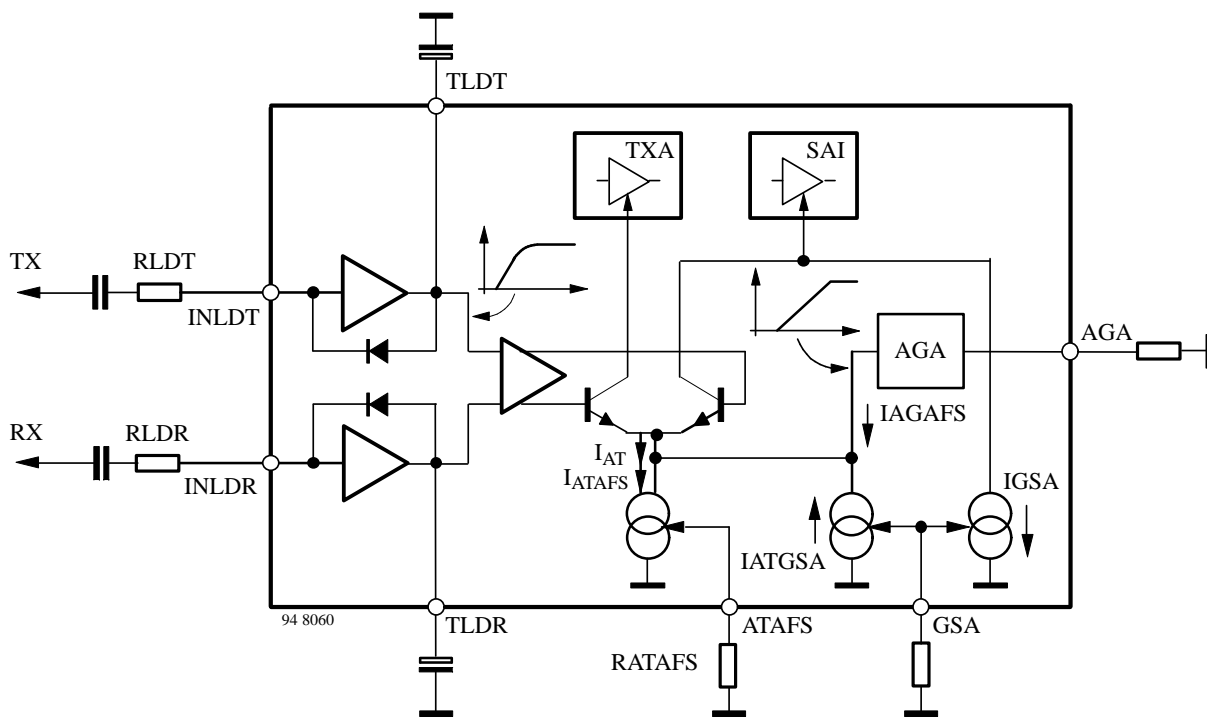 TLDT
TXA
SAI
TX
RLDT
INLDT
AGA
AGA
IAGAFS
RX
RLDR
INLDR
I_AT
I_ATAFS
IGSA
IATGSA
94 8060
TLDR
ATAFS
GSA
RATAFS